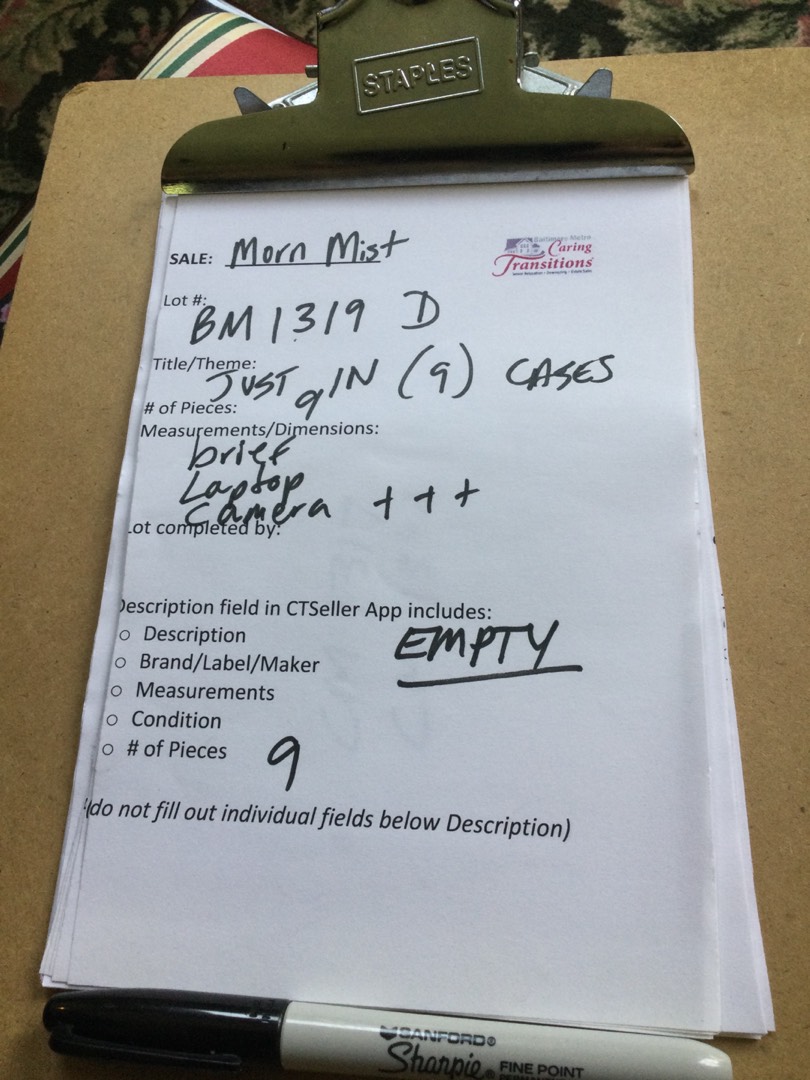 STAPLES
SALE: Morn Mist
Caring
Transitions
Lot #:
BM1319 D
Title/Theme:
JUST IN (9) CASES
# of Pieces: 9
Measurements/Dimensions:
brief
Laptop
Camera + + +
Lot completed by:
Description field in CTSeller App includes:
○ Description
EMPTY
○ Brand/Label/Maker
○ Measurements
○ Condition
○ # of Pieces 9
(do not fill out individual fields below Description)
SANFORD®
Sharpie® FINE POINT